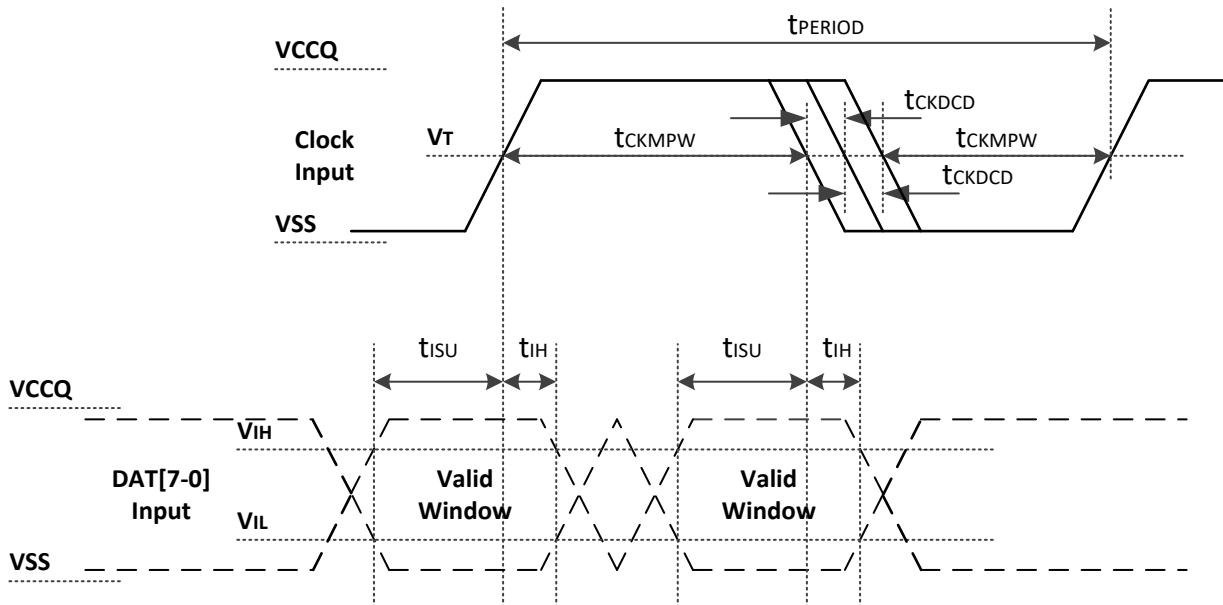 tPERIOD
VCCQ
tCKDCD
Clock
Input
VT
tCKMPW
tCKMPW
tCKDCD
VSS
tISU
tIH
tISU
tIH
VCCQ
VIH
DAT[7-0]
Input
Valid
Window
Valid
Window
VIL
VSS